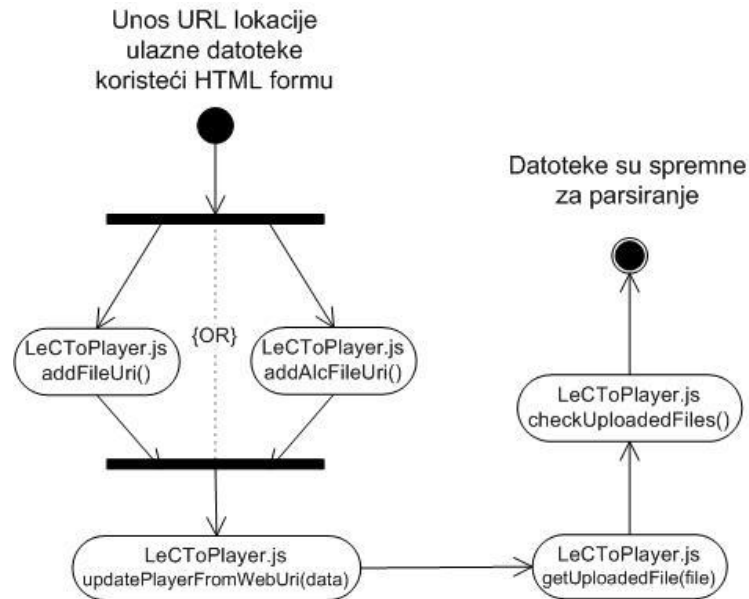 Unos URL lokacije
ulazne datoteke
koristeći HTML formu
LeCToPlayer.js
addFileUri()
{OR}
LeCToPlayer.js
addAlcFileUri()
LeCToPlayer.js
updatePlayerFromWebUri(data)
LeCToPlayer.js
getUploadedFile(file)
LeCToPlayer.js
checkUploadedFiles()
Datoteke su spremne
za parsiranje